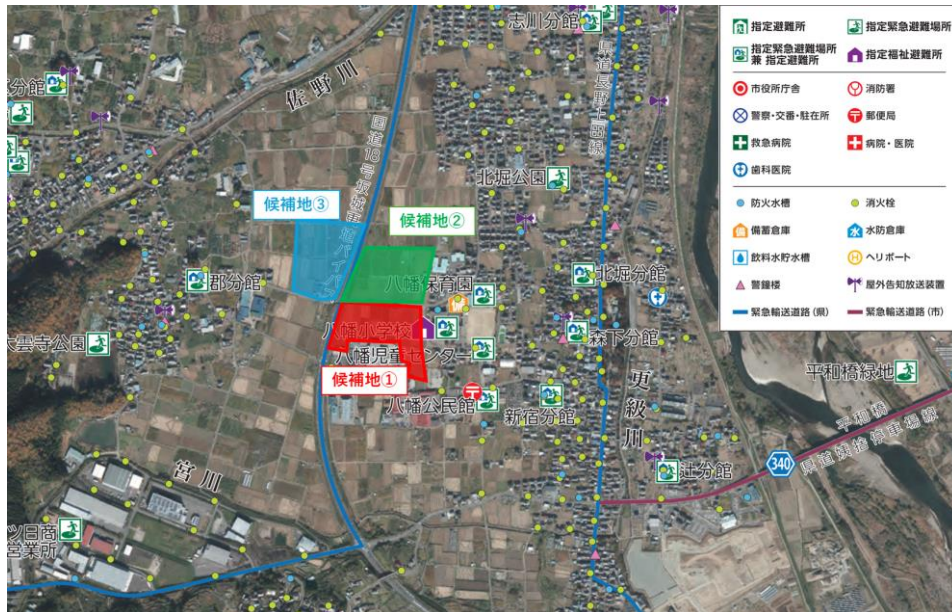 志川分館
佐野川
県道長野上田線
国道18号坂城更埴バイパス
北堀公園
候補地③
候補地②
郡分館
八幡保育園
北堀分館
大雲寺公園
八幡小学校
八幡児童センター
森下分館
候補地①
更級川
平和橋緑地
八幡公民館
新宿分館
平和橋
県道姨捨停車場線
340
辻分館
宮川
ツ日商
営業所
指定避難所
指定緊急避難場所
指定緊急避難場所
兼 指定避難所
指定福祉避難所
市役所庁舎
消防署
警察・交番・駐在所
郵便局
救急病院
病院・医院
歯科医院
防火水槽
消火栓
備蓄倉庫
水防倉庫
飲料水貯水槽
ヘリポート
警鐘楼
屋外告知放送装置
緊急輸送道路(県)
緊急輸送道路(市)